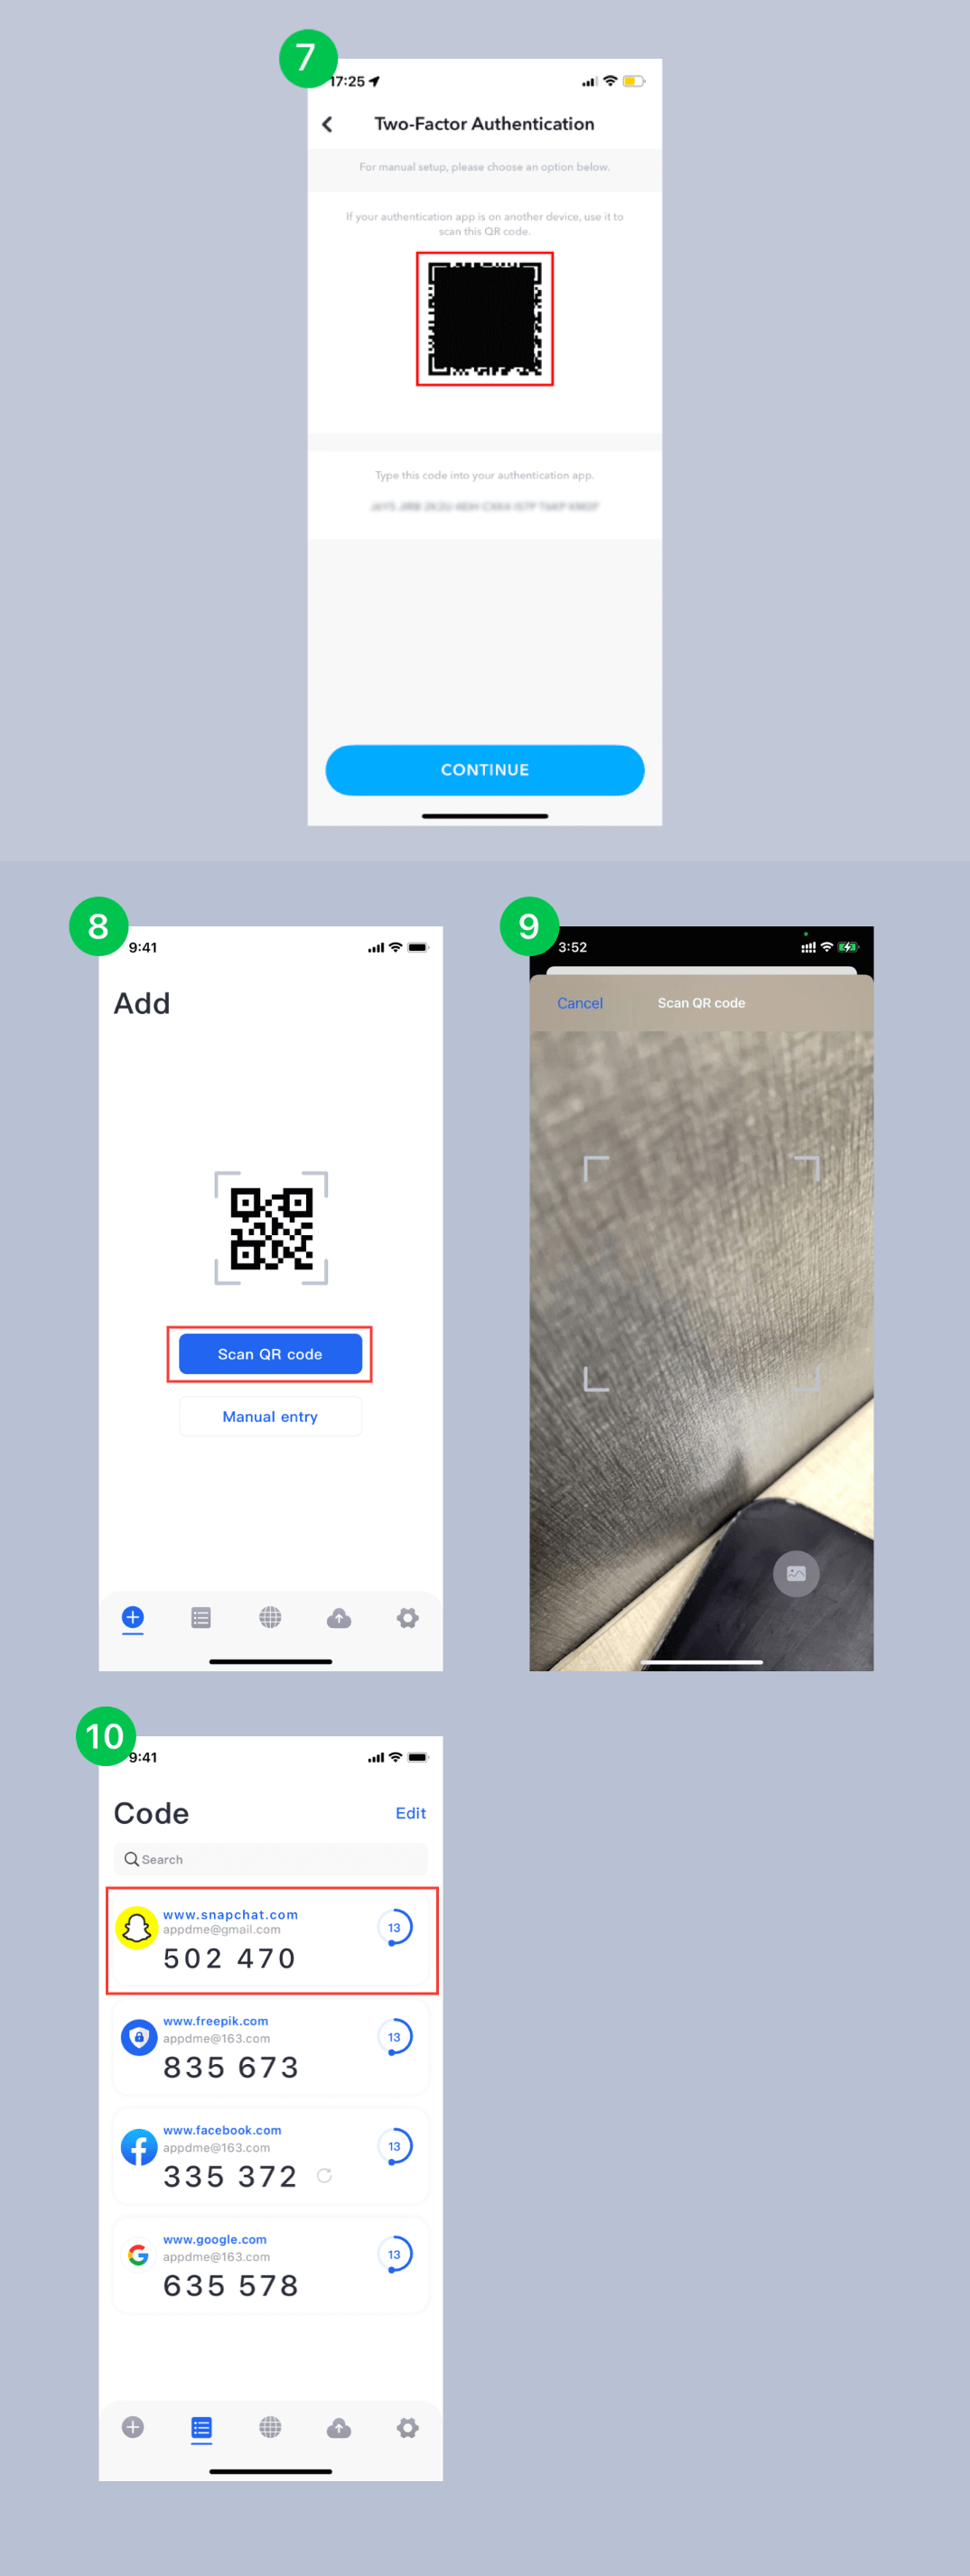 7
17:25
Two-Factor Authentication
For manual setup, please choose an option below.
If your authentication app is on another device, use it to
scan this QR code.
Type this code into your authentication app.
CONTINUE
8
9:41
Add
Scan QR code
Manual entry
9
3:52
Cancel
Scan QR code
10
9:41
Code
Edit
Search
www.snapchat.com
appdme@gmail.com
502 470
13
www.freepik.com
appdme@163.com
835 673
13
www.facebook.com
appdme@163.com
335 372
13
www.google.com
appdme@163.com
635 578
13